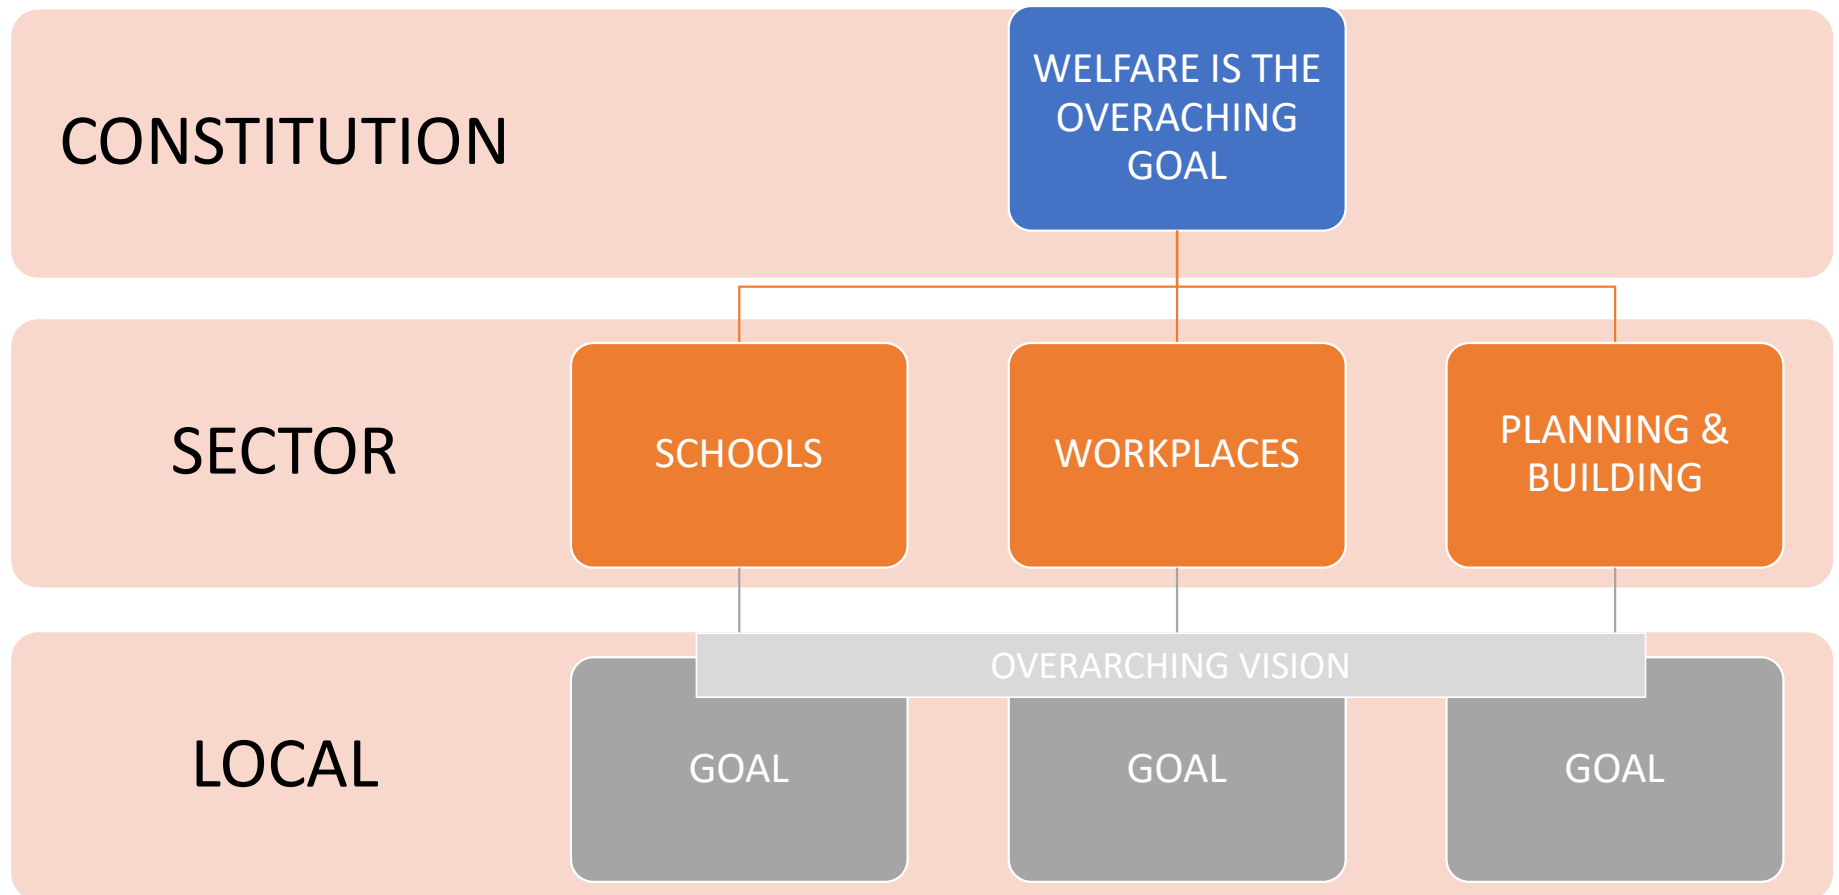 CONSTITUTION
WELFARE IS THE
OVERACHING
GOAL
SECTOR
SCHOOLS
WORKPLACES
PLANNING &
BUILDING
LOCAL
OVERARCHING VISION
GOAL
GOAL
GOAL